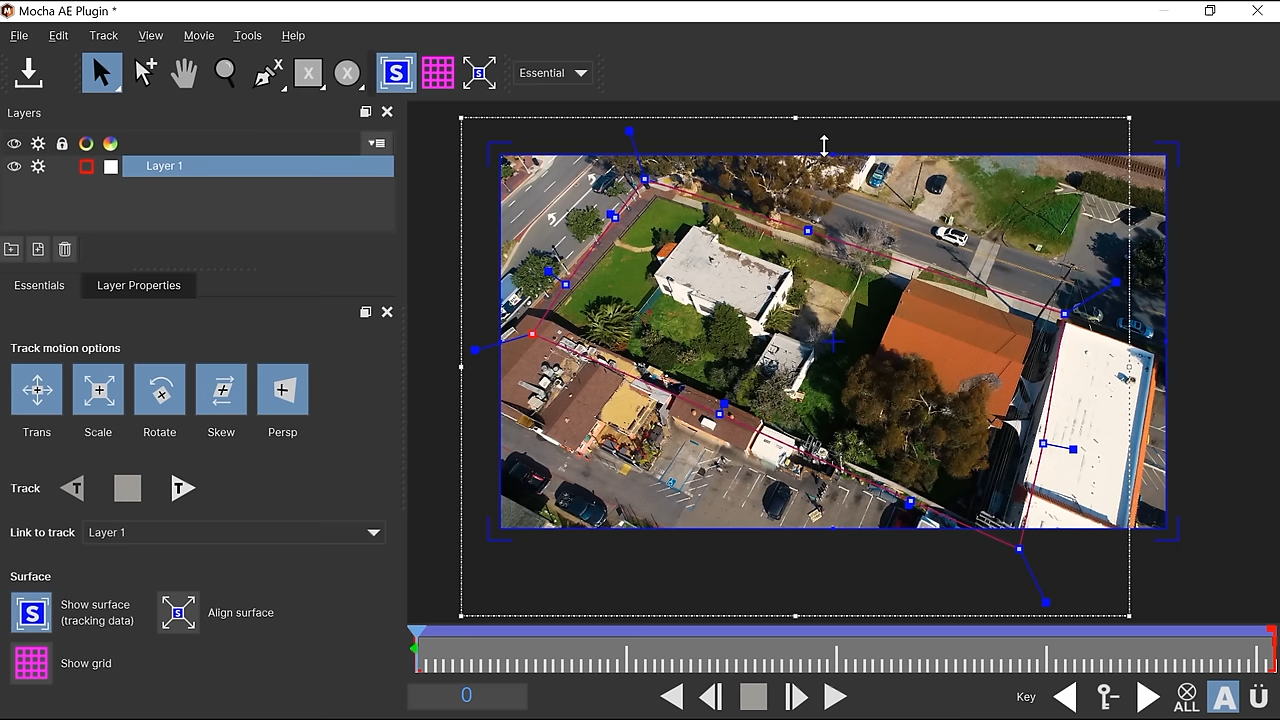 Mocha AE Plugin *
File Edit Track View Movie Tools Help
S S Essential
Layers
Layer 1
Essentials Layer Properties
Track motion options
Trans Scale Rotate Skew Persp
Track T T
Link to track Layer 1
Surface
S Show surface
(tracking data)
S Align surface
Show grid
0 Key ALL A Ü